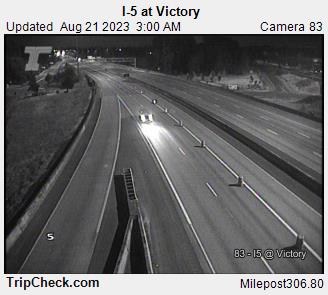 I-5 at Victory
Updated Aug 21 2023 3:00 AM Camera 83
T
S
83 - I5 @ Victory
TripCheck.com Milepost306.80